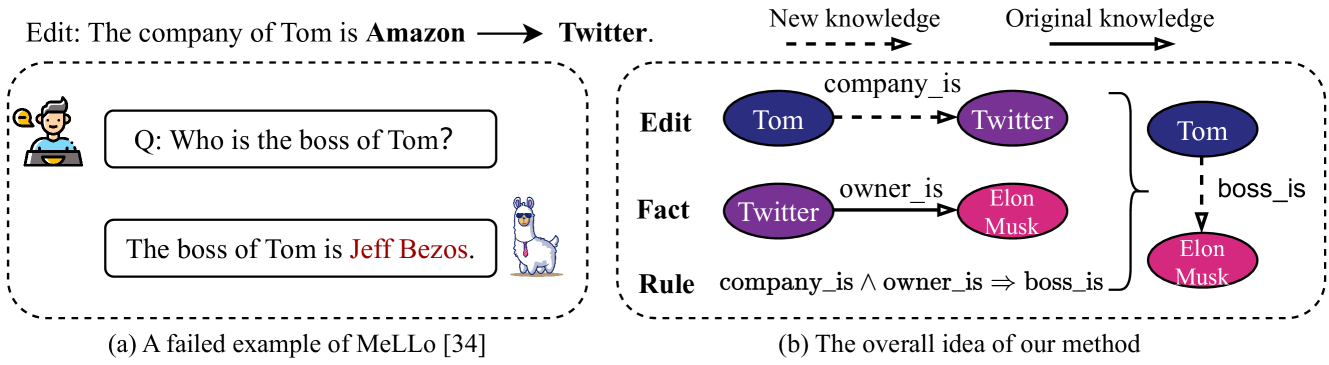 Edit: The company of Tom is Amazon ⟶ Twitter.
Q: Who is the boss of Tom?
The boss of Tom is Jeff Bezos.
(a) A failed example of MeLLo [34]
New knowledge
Original knowledge
Edit
Tom
company_is
Twitter
Fact
Twitter
owner_is
Elon
Musk
Rule
company_is ∧ owner_is ⇒ boss_is
Tom
boss_is
Elon
Musk
(b) The overall idea of our method